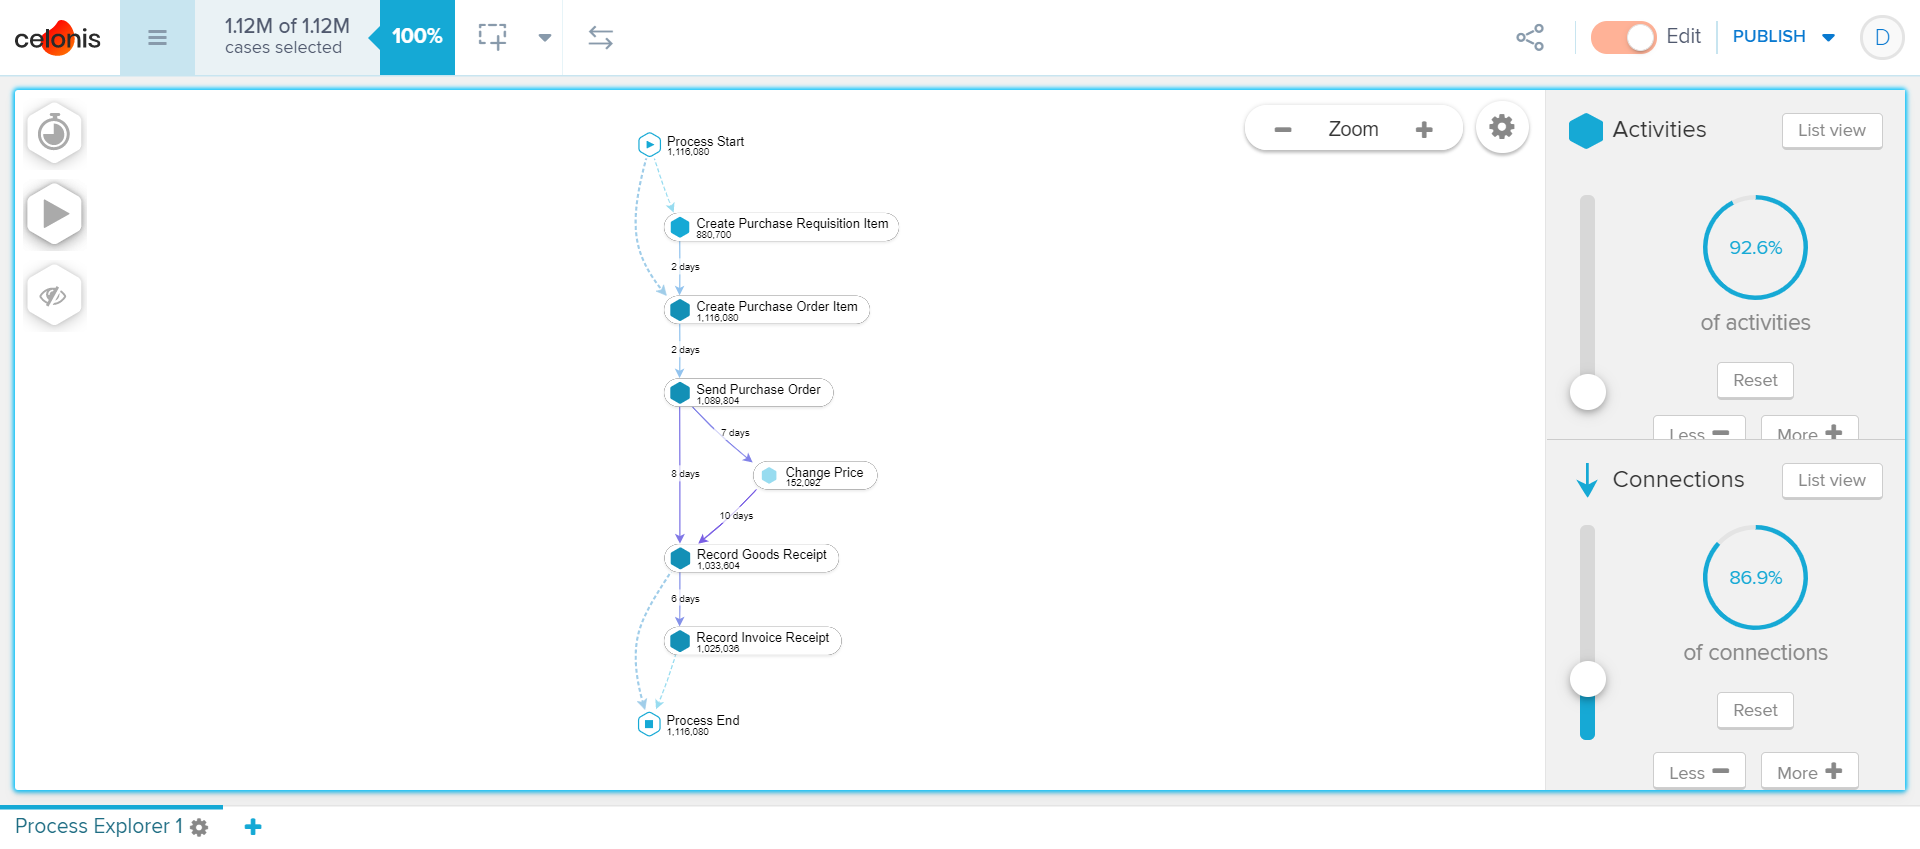 celonis
1.12M of 1.12M
cases selected
100%
Edit
PUBLISH
D
Process Start
1,116,080
Zoom
Create Purchase Requisition Item
880,700
2 days
Create Purchase Order Item
1,116,080
2 days
Send Purchase Order
1,089,804
7 days
8 days
Change Price
152,092
10 days
Record Goods Receipt
1,033,604
6 days
Record Invoice Receipt
1,025,036
Process End
1,116,080
Activities
List view
92.6%
of activities
Reset
Less
More
Connections
List view
86.9%
of connections
Reset
Less
More
Process Explorer 1